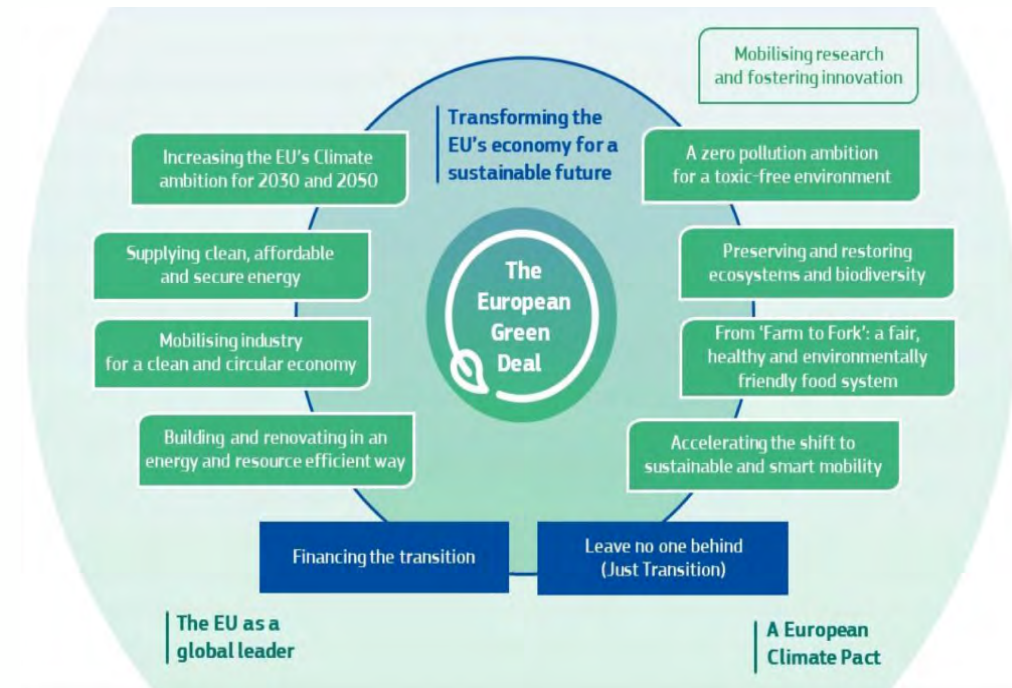 Mobilising research
and fostering innovation
Transforming the
EU's economy for a
sustainable future
Increasing the EU's Climate
ambition for 2030 and 2050
A zero pollution ambition
for a toxic-free environment
Supplying clean, affordable
and secure energy
Preserving and restoring
ecosystems and biodiversity
The
European
Green
Deal
Mobilising industry
for a clean and circular economy
From ‘Farm to Fork’: a fair,
healthy and environmentally
friendly food system
Building and renovating in an
energy and resource efficient way
Accelerating the shift to
sustainable and smart mobility
Financing the transition
Leave no one behind
(Just Transition)
The EU as a
global leader
A European
Climate Pact